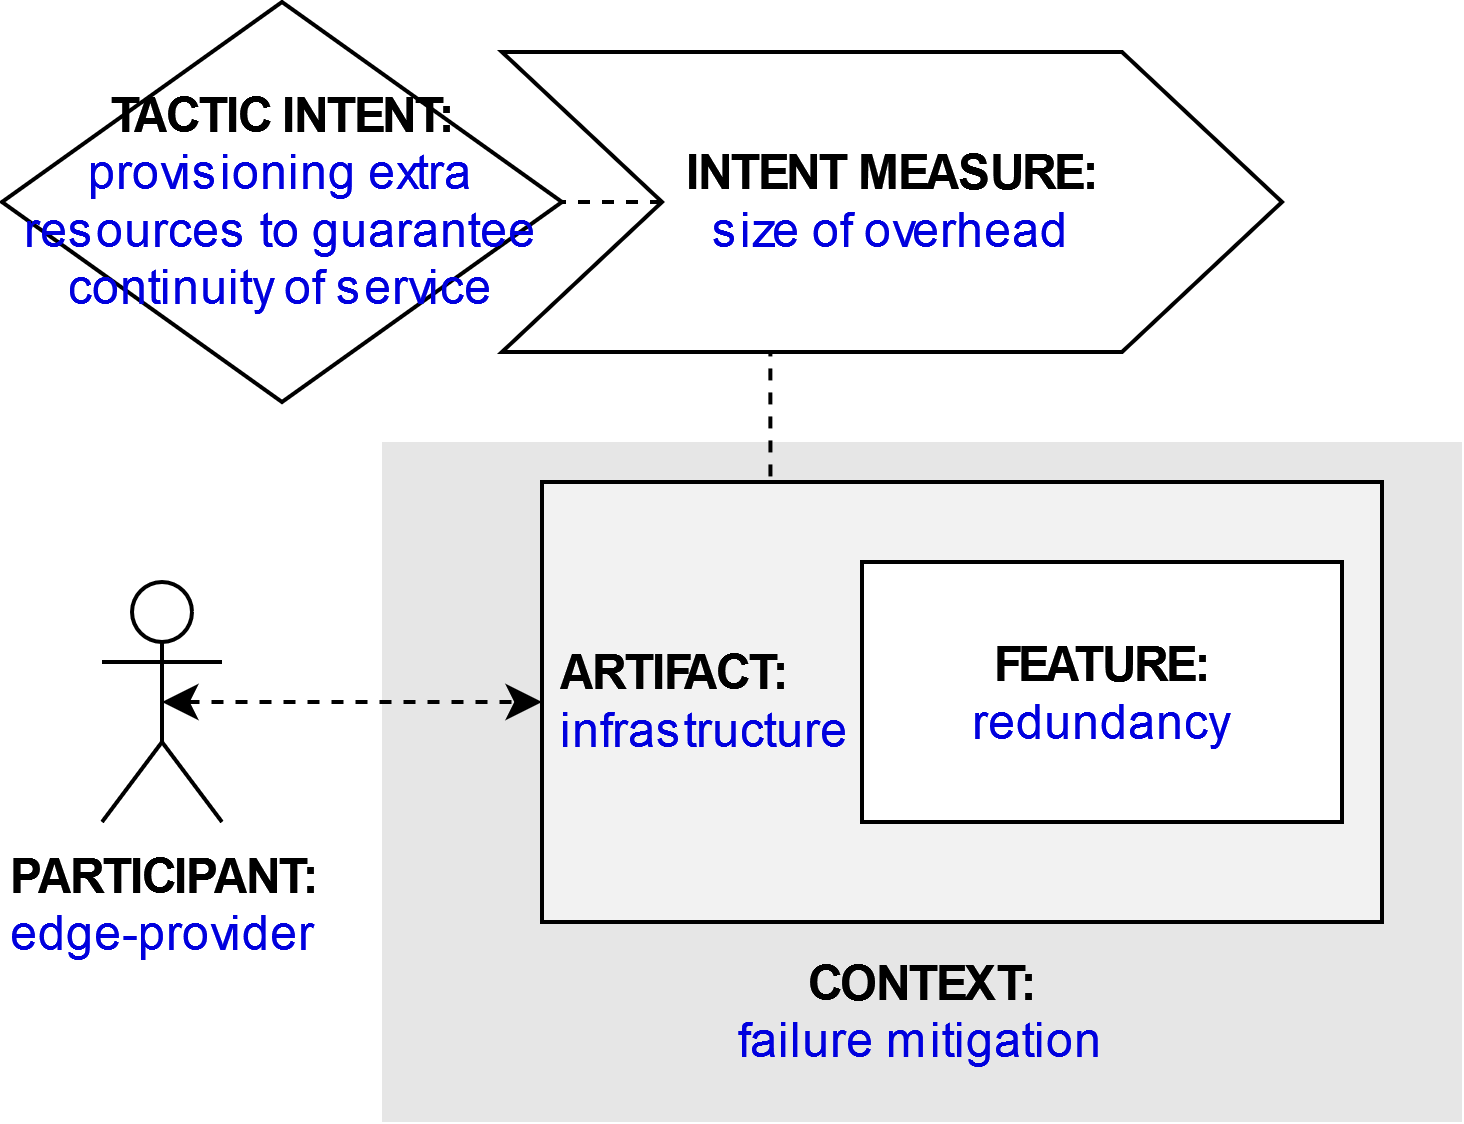 TACTIC INTENT:
provisioning extra
resources to guarantee
continuity of service
INTENT MEASURE:
size of overhead
ARTIFACT:
infrastructure
FEATURE:
redundancy
PARTICIPANT:
edge-provider
CONTEXT:
failure mitigation